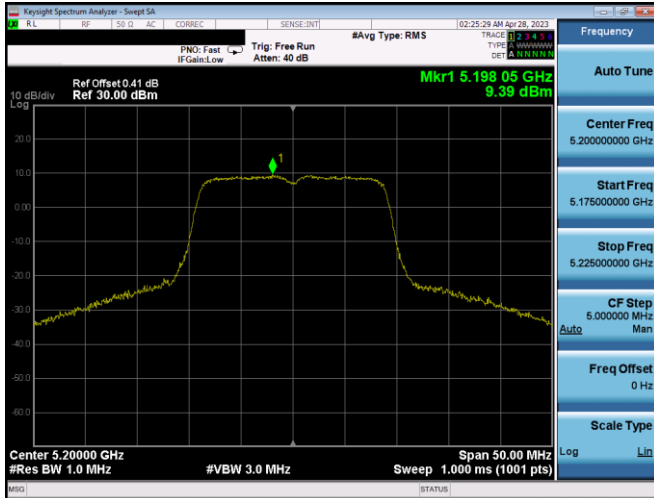 Keysight Spectrum Analyzer - Swept SA
RL RF 50 Ω AC CORREC SENSE:INT 02:25:29 AM Apr 28, 2023
#Avg Type: RMS
TRACE 1 2 3 4 5 6
PNO: Fast Trig: Free Run TYPE A WWWWW
IFGain:Low Atten: 40 dB DET A N N N N N
Mkr1 5.198 05 GHz
Ref Offset 0.41 dB
10 dB/div Ref 30.00 dBm 9.39 dBm
Log
1
20.0
10.0
0.00
-10.0
-20.0
-30.0
-40.0
-50.0
-60.0
Center 5.20000 GHz Span 50.00 MHz
#Res BW 1.0 MHz #VBW 3.0 MHz Sweep 1.000 ms (1001 pts)
MSG STATUS
Frequency
Auto Tune
Center Freq
5.200000000 GHz
Start Freq
5.175000000 GHz
Stop Freq
5.225000000 GHz
CF Step
5.000000 MHz
Auto Man
Freq Offset
0 Hz
Scale Type
Log Lin